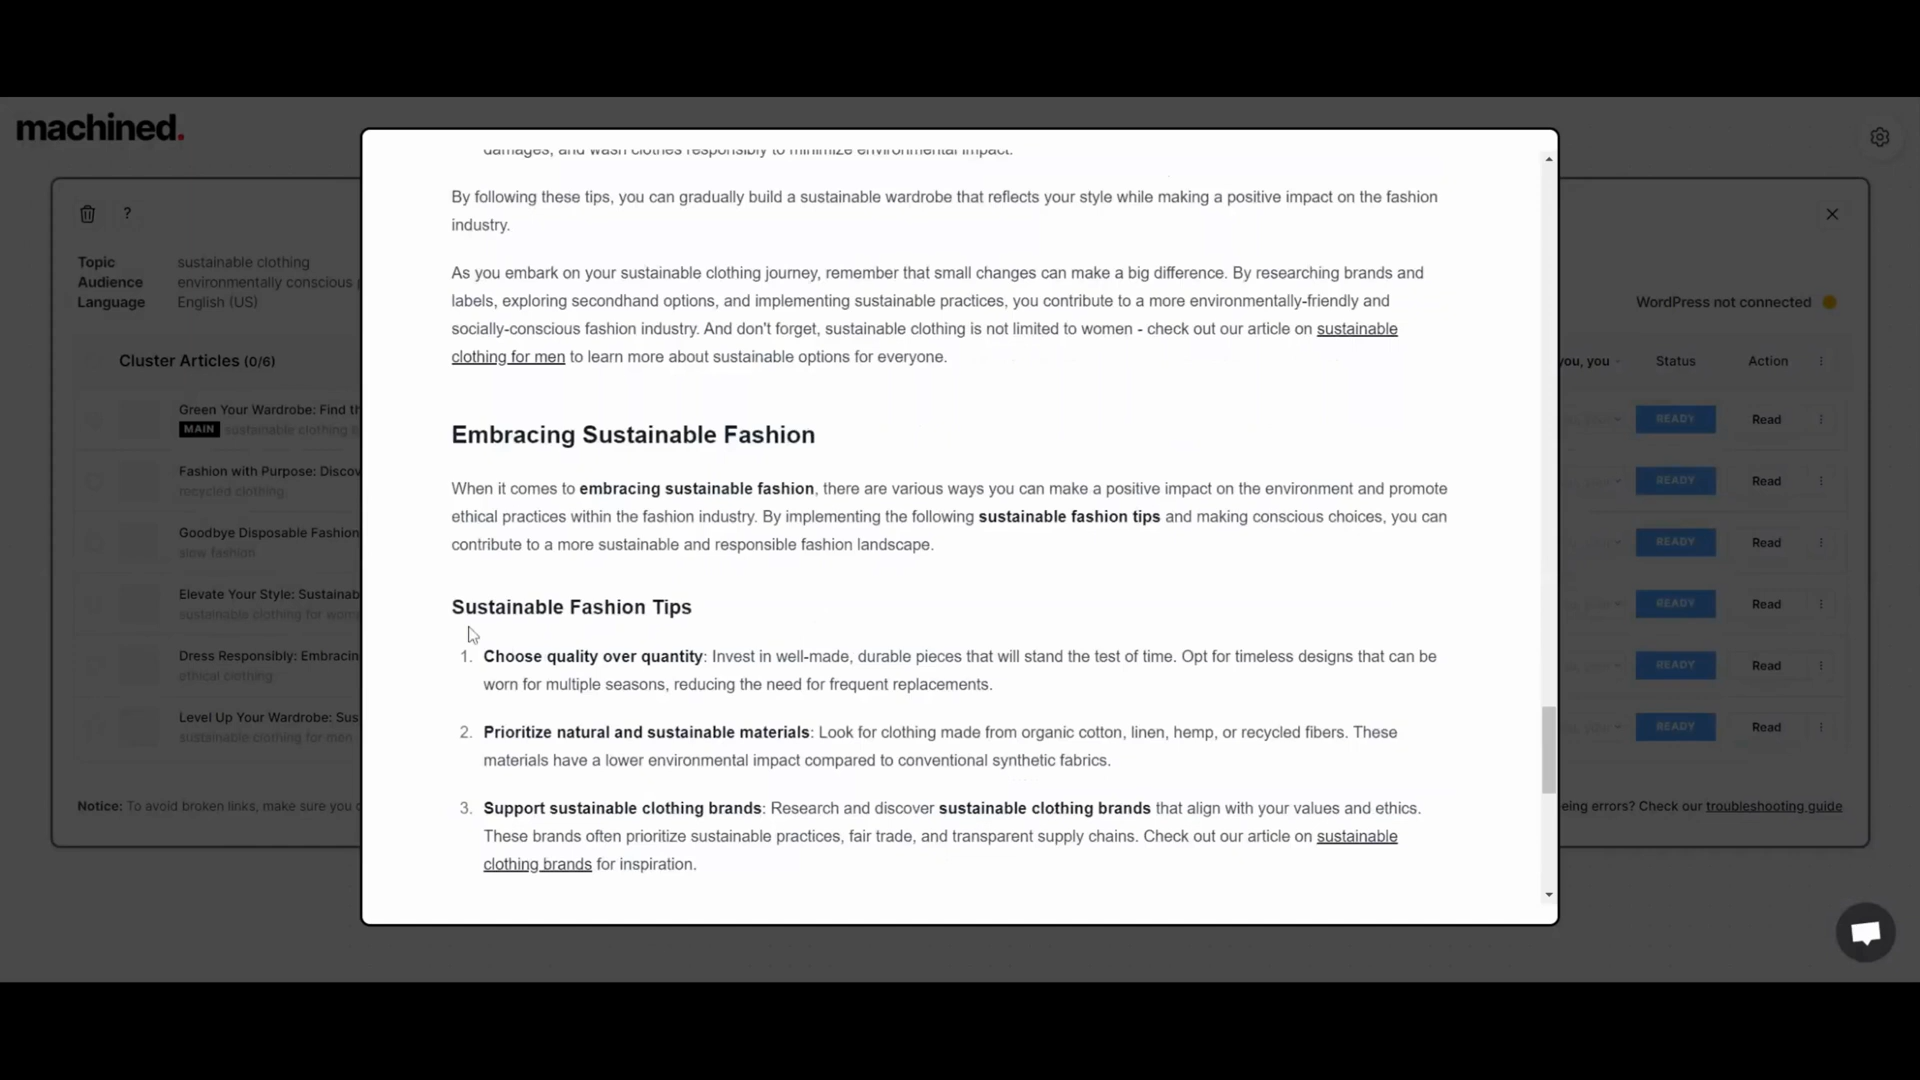 machined.
?
Topic sustainable clothing
Audience environmentally conscious
Language English (US)
WordPress not connected
Cluster Articles (0/6)
you, you Status Action
Green Your Wardrobe: Find
MAIN sustainable clothing
READY Read
Fashion with Purpose: Discov
recycled clothing
READY Read
Goodbye Disposable Fashion
slow fashion
READY Read
Elevate Your Style: Sustainab
sustainable clothing for wome
READY Read
Dress Responsibly: Embracin
ethical clothing
READY Read
Level Up Your Wardrobe: Sus
sustainable clothing for men
READY Read
Notice: To avoid broken links, make sure you
eing errors? Check our troubleshooting guide
damages, and wash clothes responsibly to minimize environmental impact.
By following these tips, you can gradually build a sustainable wardrobe that reflects your style while making a positive impact on the fashion
industry.
As you embark on your sustainable clothing journey, remember that small changes can make a big difference. By researching brands and
labels, exploring secondhand options, and implementing sustainable practices, you contribute to a more environmentally-friendly and
socially-conscious fashion industry. And don't forget, sustainable clothing is not limited to women - check out our article on sustainable
clothing for men to learn more about sustainable options for everyone.
Embracing Sustainable Fashion
When it comes to embracing sustainable fashion, there are various ways you can make a positive impact on the environment and promote
ethical practices within the fashion industry. By implementing the following sustainable fashion tips and making conscious choices, you can
contribute to a more sustainable and responsible fashion landscape.
Sustainable Fashion Tips
1. Choose quality over quantity: Invest in well-made, durable pieces that will stand the test of time. Opt for timeless designs that can be
worn for multiple seasons, reducing the need for frequent replacements.
2. Prioritize natural and sustainable materials: Look for clothing made from organic cotton, linen, hemp, or recycled fibers. These
materials have a lower environmental impact compared to conventional synthetic fabrics.
3. Support sustainable clothing brands: Research and discover sustainable clothing brands that align with your values and ethics.
These brands often prioritize sustainable practices, fair trade, and transparent supply chains. Check out our article on sustainable
clothing brands for inspiration.